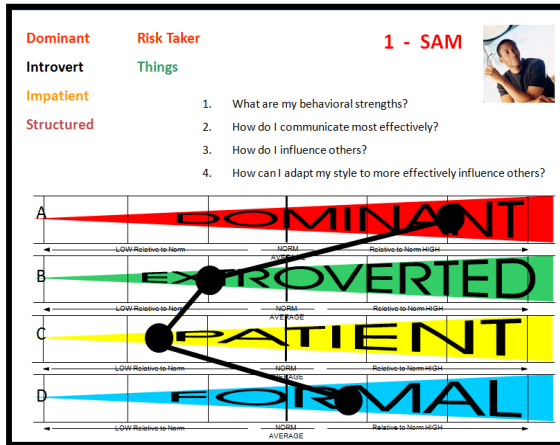 Dominant Risk Taker 1 - SAM
Introvert Things
Impatient
Structured
1. What are my behavioral strengths?
2. How do I communicate most effectively?
3. How do I influence others?
4. How can I adapt my style to more effectively influence others?
A DOMINANT
LOW Relative to Norm NORM Relative to Norm HIGH
AVERAGE
B EXTROVERTED
LOW Relative to Norm NORM Relative to Norm HIGH
AVERAGE
C PATIENT
LOW Relative to Norm NORM Relative to Norm HIGH
AVERAGE
D FORMAL
LOW Relative to Norm NORM Relative to Norm HIGH
AVERAGE